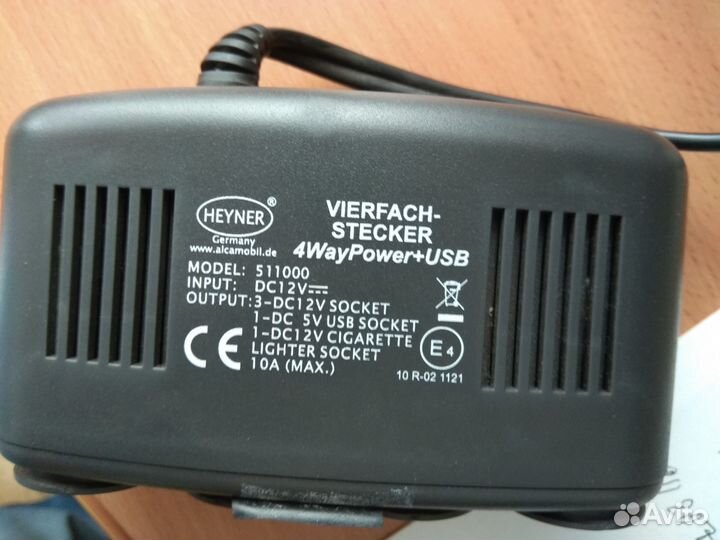 HEYNER®
Germany
www.alcamobil.de
VIERFACH-
STECKER
4WayPower+USB
MODEL: 511000
INPUT: DC12V
OUTPUT: 3-DC12V SOCKET
1-DC 5V USB SOCKET
1-DC12V CIGARETTE
LIGHTER SOCKET
10A (MAX.)
CE
E4
10 R-02 1121
Avito